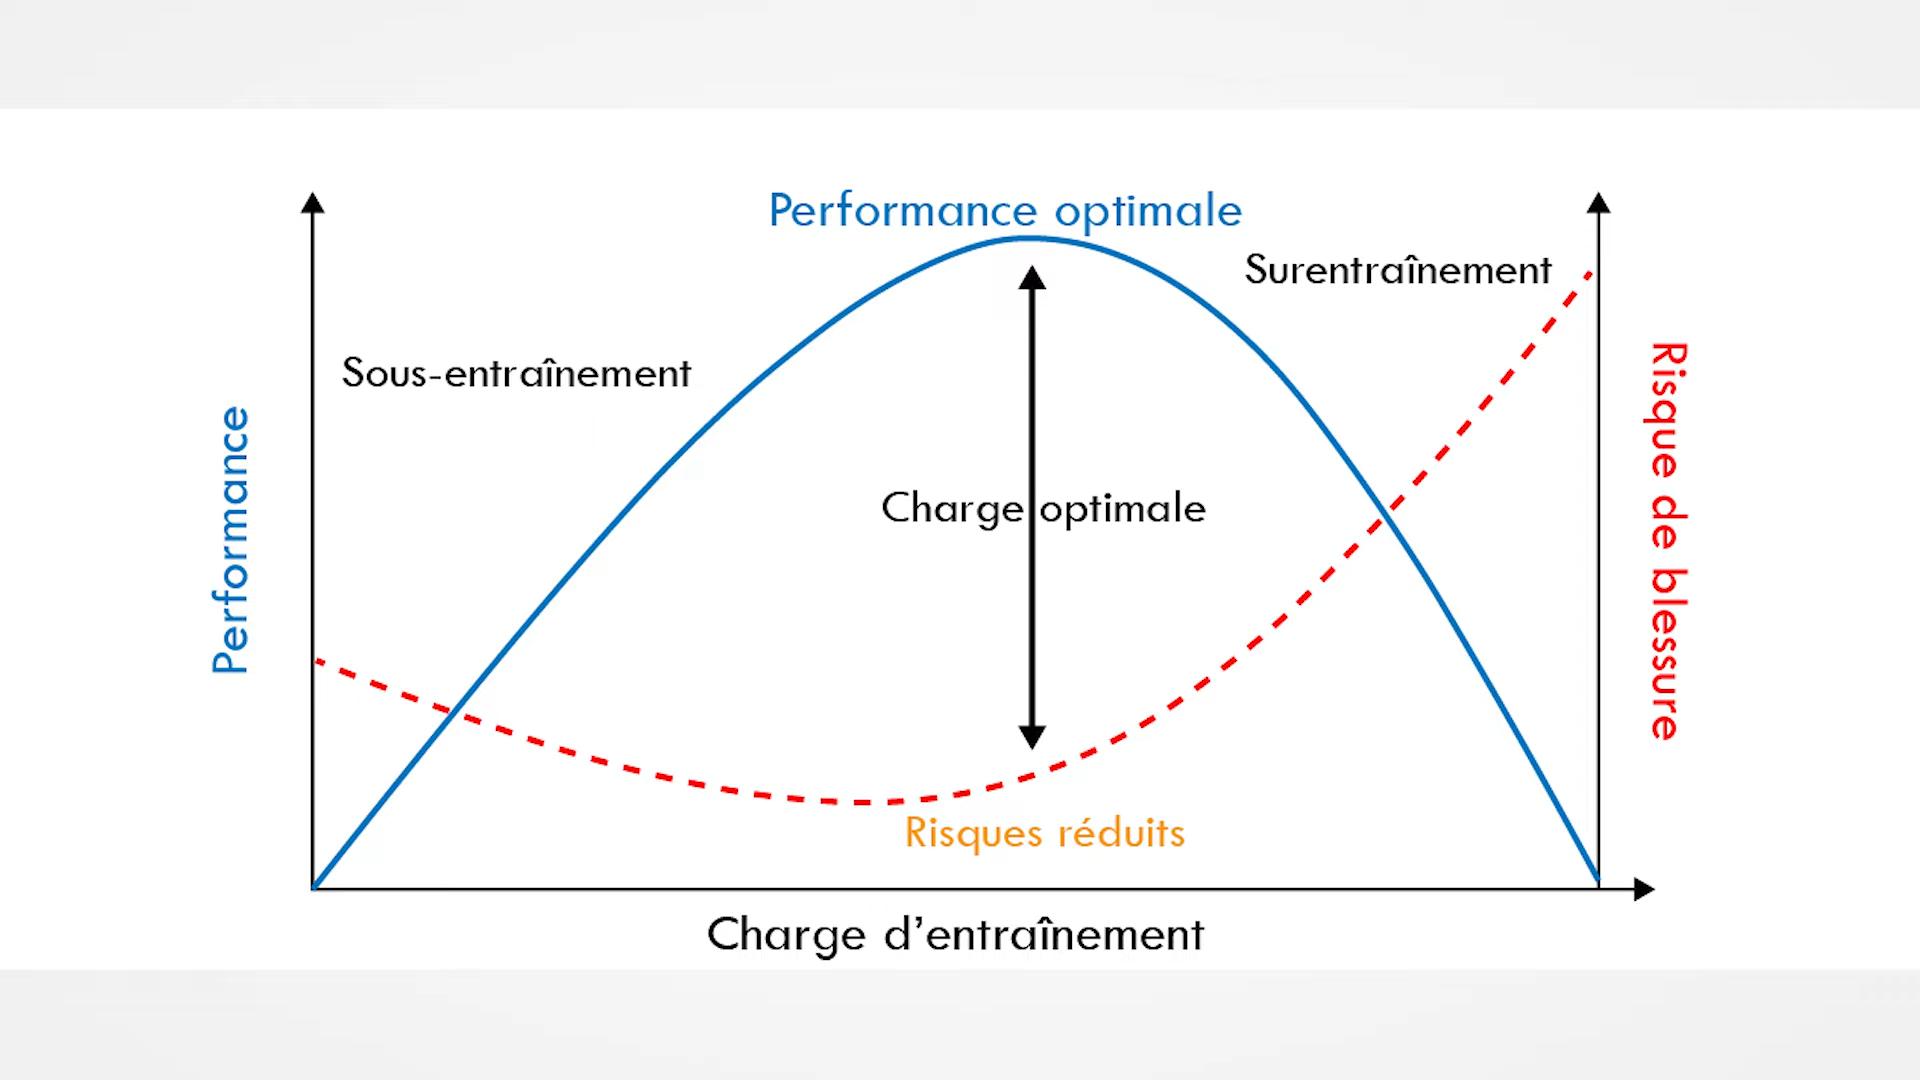 Performance optimale
Surentraînement
Sous-entraînement
Performance
Charge optimale
Risque de blessure
Risques réduits
Charge d’entraînement